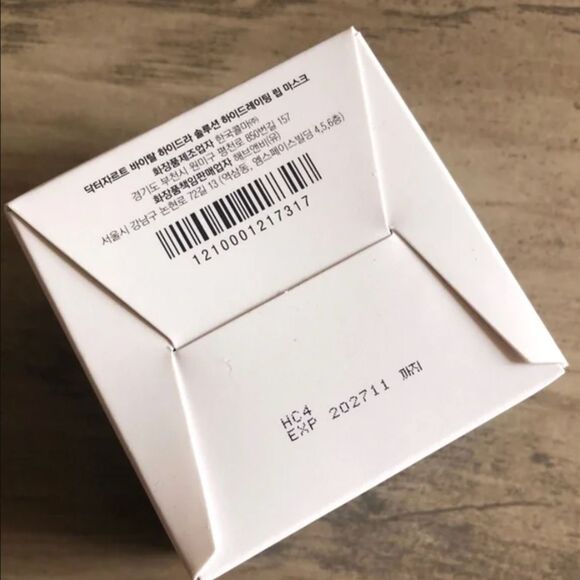 닥터자르트 바이탈 하이드라 솔루션 하이드레이팅 립 마스크
화장품제조업자 한국콜마㈜
경기도 부천시 원미구 평천로 850번길 157
화장품책임판매업자 해브앤비(유)
서울시 강남구 논현로 72길 13 (역삼동, 엠스페이스빌딩 4,5,6층)
1210001217317
HC4
EXP 202711 까지